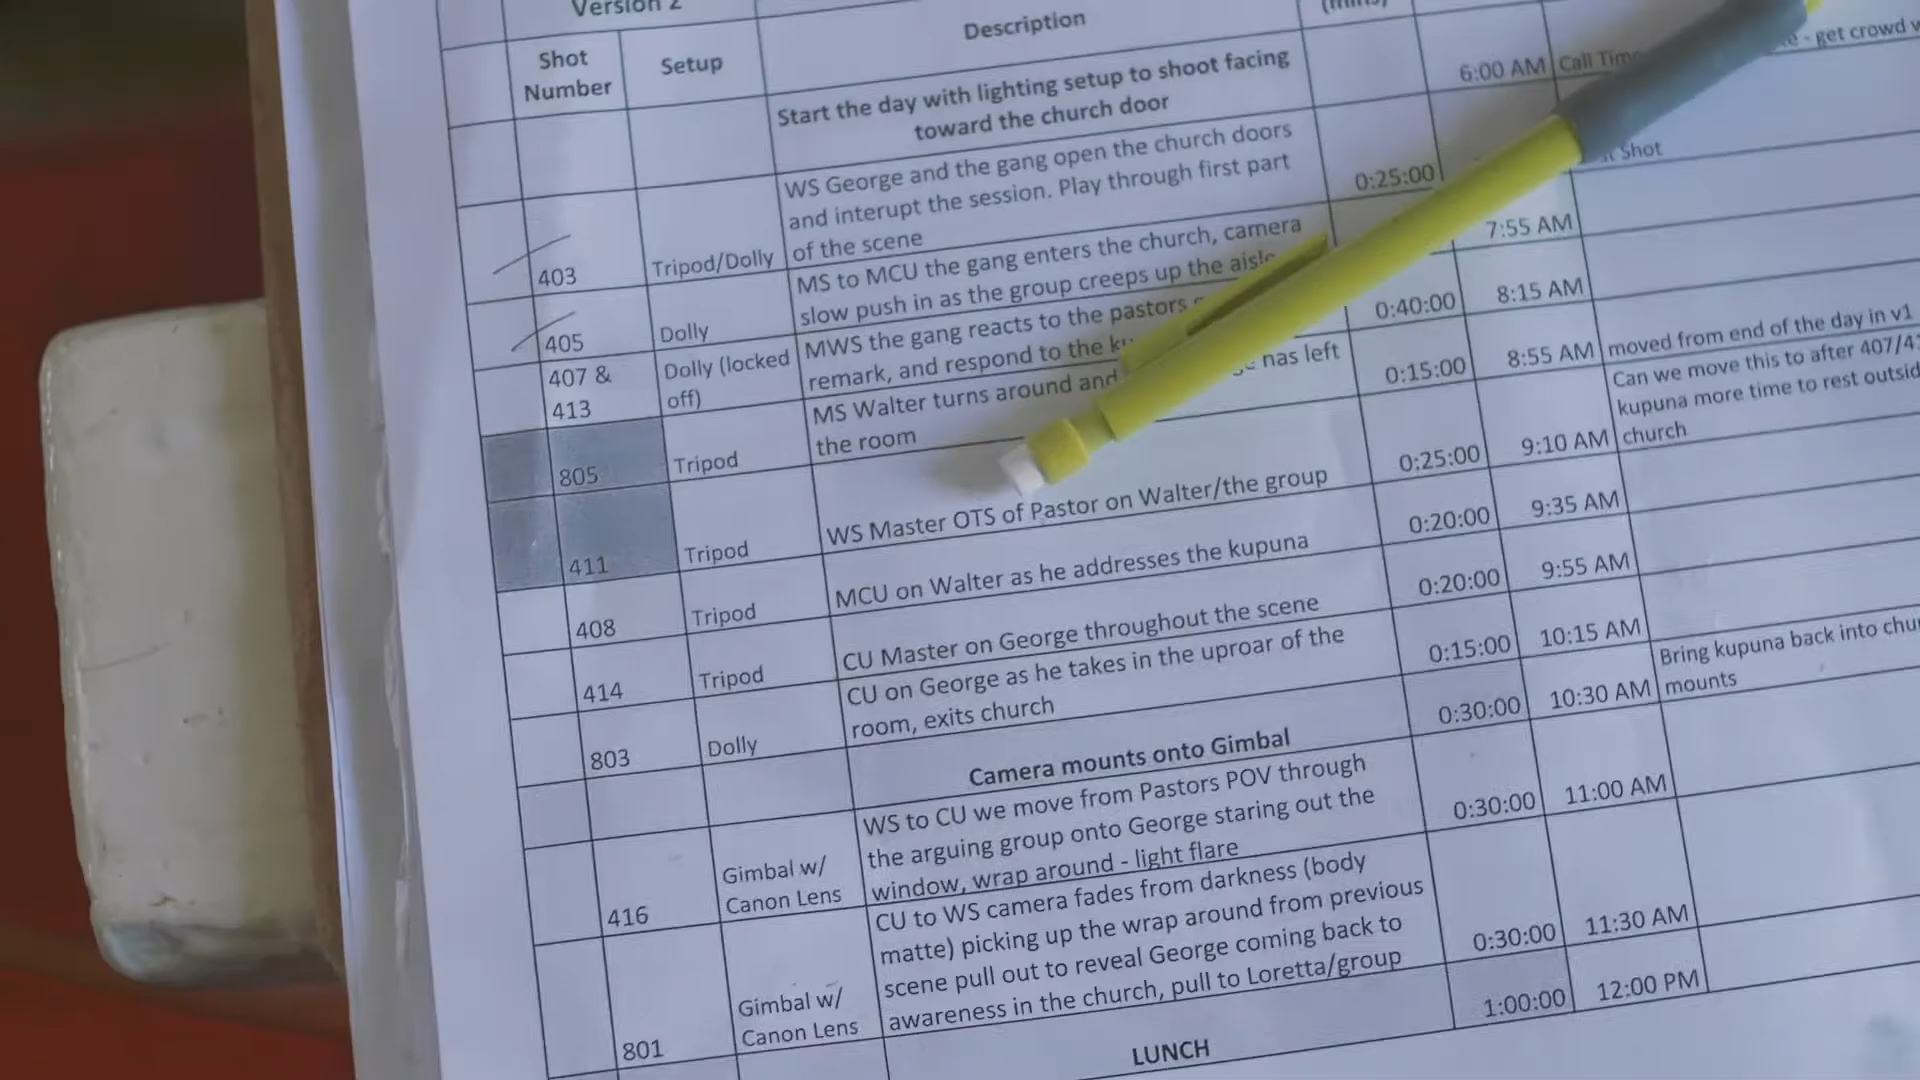 Version 2
Shot Number Setup Description (mins)
Start the day with lighting setup to shoot facing
toward the church door
6:00 AM Call Time - get crowd
WS George and the gang open the church doors
and interupt the session. Play through first part
of the scene
403 Tripod/Dolly 0:25:00 Shot
MS to MCU the gang enters the church, camera
slow push in as the group creeps up the aisle
405 Dolly 7:55 AM
MWS the gang reacts to the pastors
remark, and respond to the
407 & 413 Dolly (locked off) 0:40:00 8:15 AM
MS Walter turns around and has left
the room
805 Tripod 0:15:00 8:55 AM moved from end of the day in v1
411 Tripod WS Master OTS of Pastor on Walter/the group 0:25:00 9:10 AM
Can we move this to after 407/
kupuna more time to rest
church
408 Tripod MCU on Walter as he addresses the kupuna 0:20:00 9:35 AM
414 Tripod CU Master on George throughout the scene 0:20:00 9:55 AM
CU on George as he takes in the uproar of the
room, exits church
803 Dolly 0:15:00 10:15 AM
Camera mounts onto Gimbal 0:30:00 10:30 AM
Bring kupuna back into
mounts
WS to CU we move from Pastors POV through
the arguing group onto George staring out the
window, wrap around - light flare
416 Gimbal w/ Canon Lens 0:30:00 11:00 AM
CU to WS camera fades from darkness (body
matte) picking up the wrap around from previous
scene pull out to reveal George coming back to
awareness in the church, pull to Loretta/group
801 Gimbal w/ Canon Lens 0:30:00 11:30 AM
LUNCH 1:00:00 12:00 PM